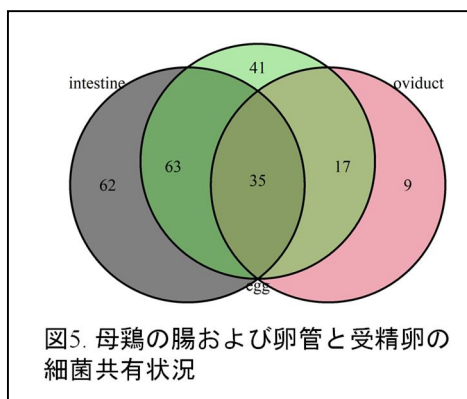 41
intestine oviduct
62 63 35 17 9
egg
図5. 母鶏の腸および卵管と受精卵の
細菌共有状況